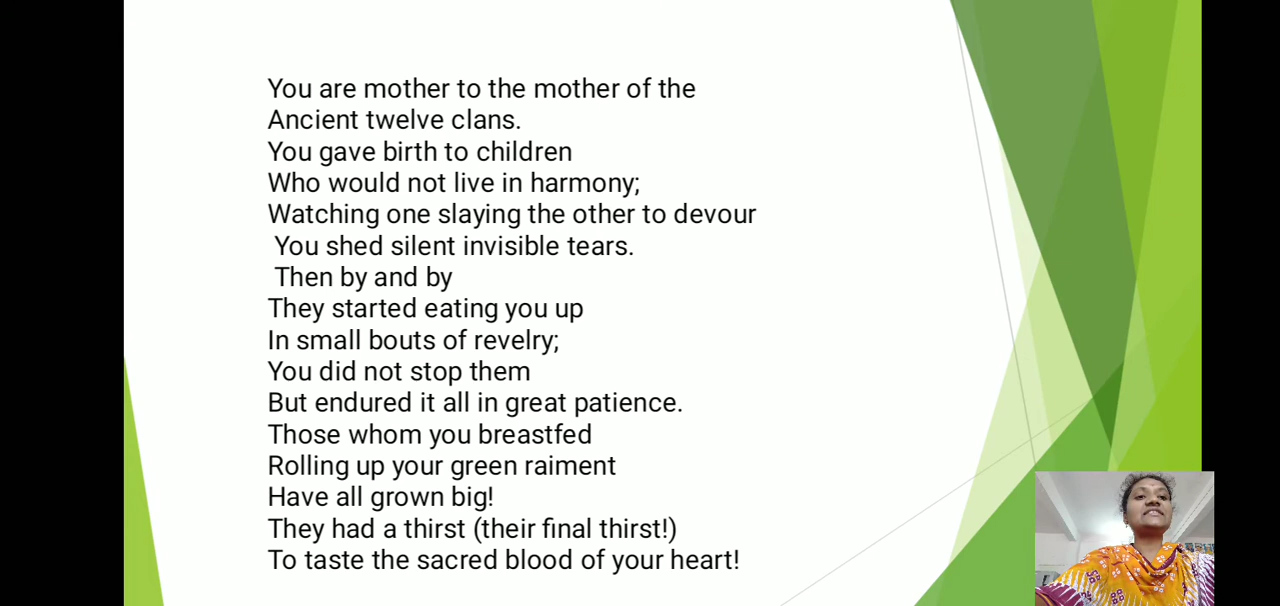 You are mother to the mother of the
Ancient twelve clans.
You gave birth to children
Who would not live in harmony;
Watching one slaying the other to devour
You shed silent invisible tears.
Then by and by
They started eating you up
In small bouts of revelry;
You did not stop them
But endured it all in great patience.
Those whom you breastfed
Rolling up your green raiment
Have all grown big!
They had a thirst (their final thirst!)
To taste the sacred blood of your heart!